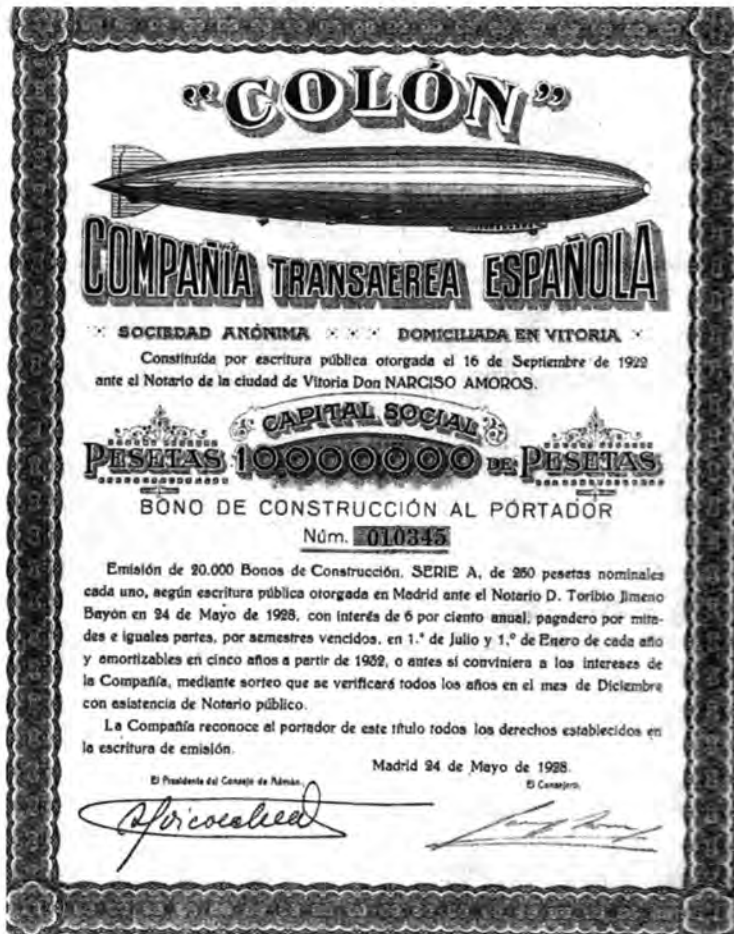 "COLÓN"
COMPAÑÍA TRANSAEREA ESPAÑOLA
SOCIEDAD ANÓNIMA DOMICILIADA EN VITORIA
Constituída por escritura pública otorgada el 16 de Septiembre de 1922
ante el Notario de la ciudad de Vitoria Don NARCISO AMOROS.
CAPITAL SOCIAL
PESETAS 10.000000 DE PESETAS
BONO DE CONSTRUCCIÓN AL PORTADOR
Núm. 010345
Emisión de 20.000 Bonos de Construcción, SERIE A, de 250 pesetas nominales
cada uno, según escritura pública otorgada en Madrid ante el Notario D. Toribio Jimeno
Bayón en 24 de Mayo de 1928, con interés de 6 por ciento anual, pagadero por mita-
des e iguales partes, por semestres vencidos, en 1.º de Julio y 1.º de Enero de cada año
y amortizables en cinco años a partir de 1932, o antes si conviniera a los intereses de
la Compañía, mediante sorteo que se verificará todos los años en el mes de Diciembre
con asistencia de Notario público.
La Compañía reconoce al portador de este título todos los derechos establecidos en
la escritura de emisión.
Madrid 24 de Mayo de 1928.
El Presidente del Consejo de Admón.
El Consejero,